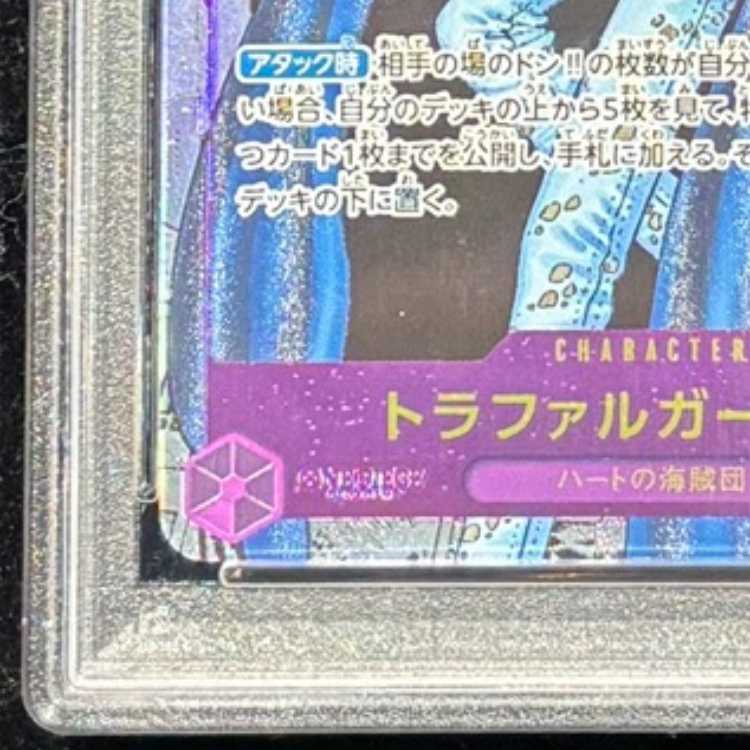 アタック時 相手の場のドン!!の枚数が自分
い場合、自分のデッキの上から5枚を見て、
つカード1枚までを公開し、手札に加える。そ
デッキの下に置く。
CHARACTER
トラファルガー
ハートの海賊団